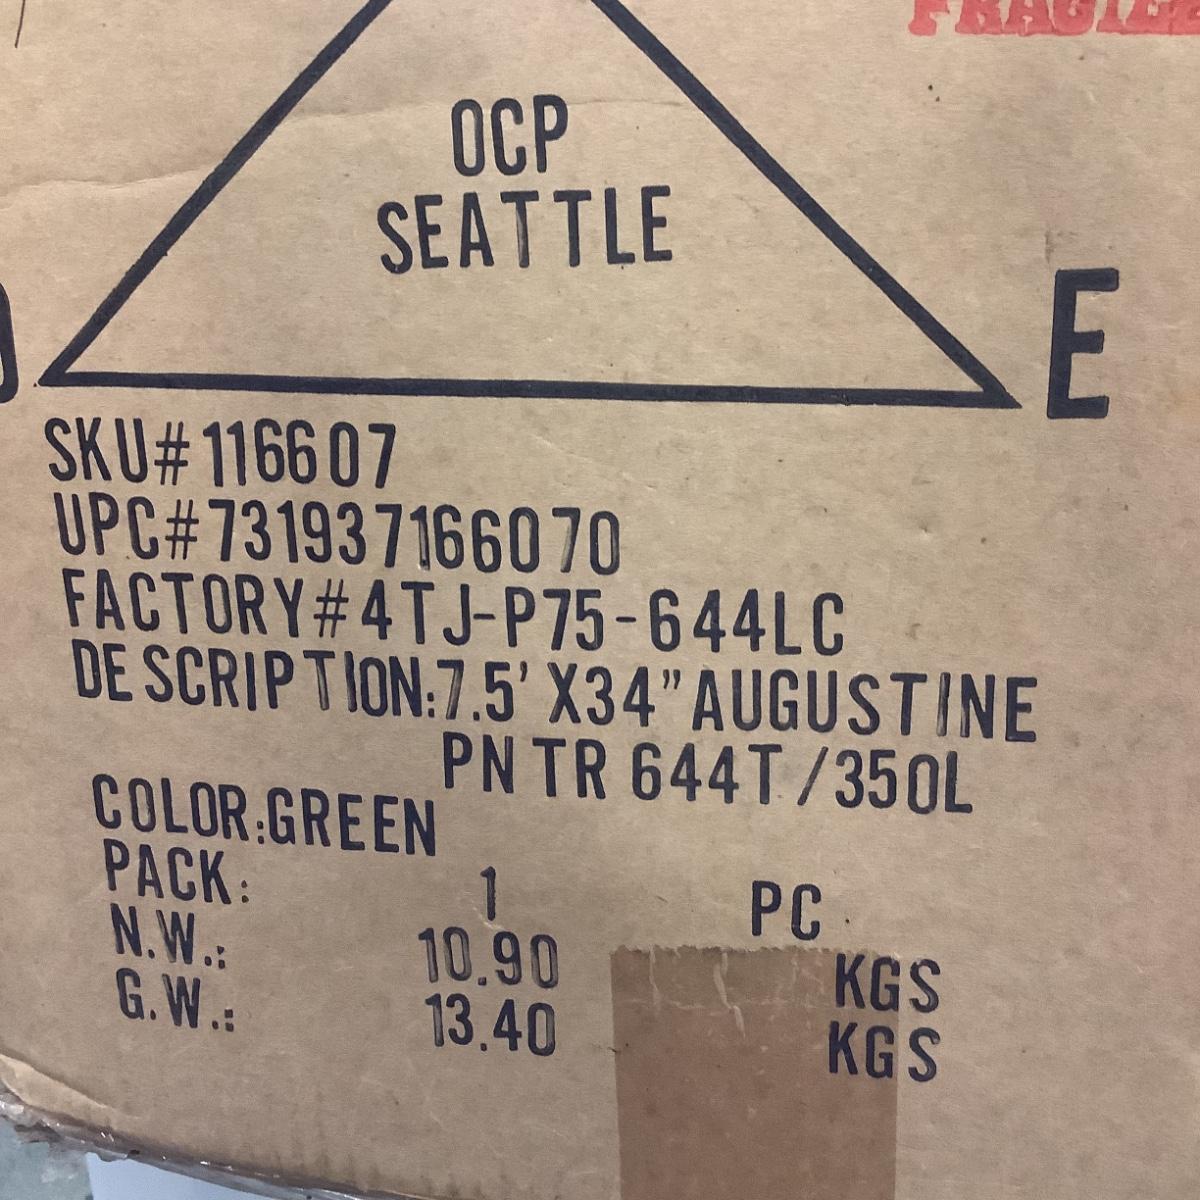 FRAGILE
OCP
SEATTLE
E
SKU# 116607
UPC# 731937166070
FACTORY# 4TJ-P75-644LC
DESCRIPTION: 7.5' X34" AUGUSTINE
PN TR 644T /350L
COLOR: GREEN
PACK: 1 PC
N.W.: 10.90 KGS
G.W.: 13.40 KGS